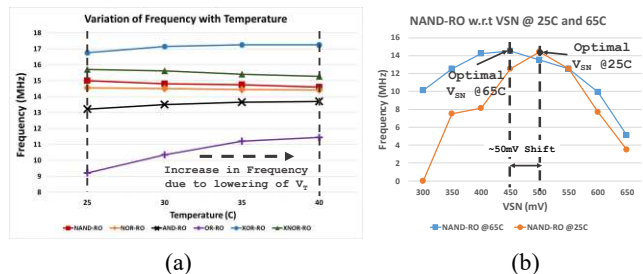 Variation of Frequency with Temperature
18
17
16
15
14
13
12
11
10
9
8
Frequency (MHz)
Increase in Frequency
due to lowering of V_T
25
30
35
40
Temperature (C)
NAND-RO NOR-RO AND-RO OR-RO XOR-RO XNOR-RO
(a)
NAND-RO w.r.t VSN @ 25C and 65C
16
14
12
10
8
6
4
2
0
Frequency (MHz)
Optimal
V_SN @65C
Optimal
V_SN @25C
~50mV Shift
300 350 400 450 500 550 600 650
VSN (mV)
NAND-RO @65C NAND-RO @25C
(b)